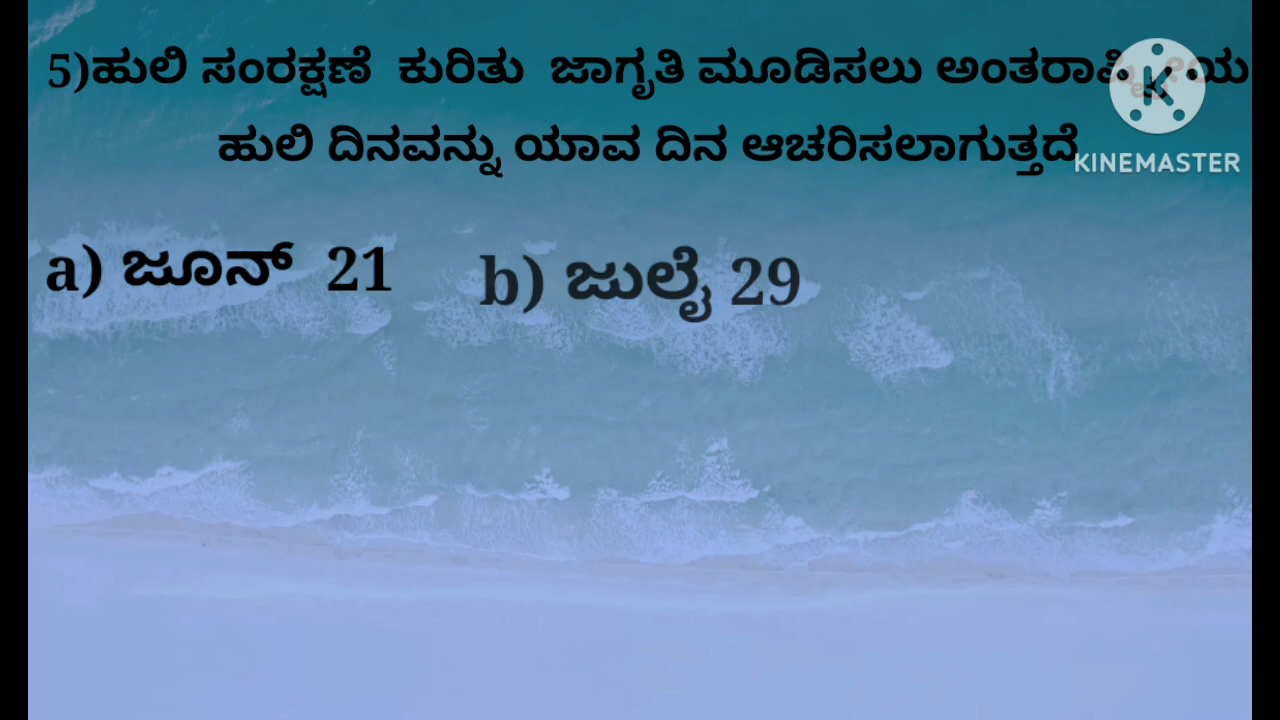 5)ಹುಲಿ ಸಂರಕ್ಷಣೆ ಕುರಿತು ಜಾಗೃತಿ ಮೂಡಿಸಲು
ಹುಲಿ ದಿನವನ್ನು ಯಾವ ದಿನ ಆಚರಿಸಲಾಗುತ್ತದೆ
KINEMASTER
a) ಜೂನ್ 21 b) ಜುಲೈ 29